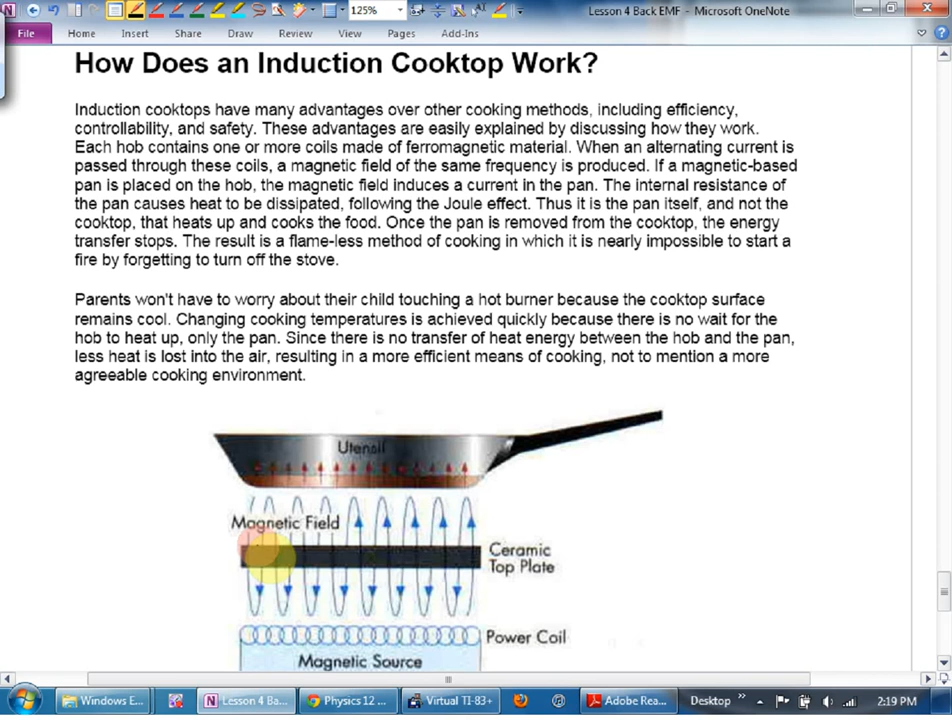 125%
Lesson 4 Back EMF - Microsoft OneNote
File Home Insert Share Draw Review View Pages Add-Ins
How Does an Induction Cooktop Work?
Induction cooktops have many advantages over other cooking methods, including efficiency,
controllability, and safety. These advantages are easily explained by discussing how they work.
Each hob contains one or more coils made of ferromagnetic material. When an alternating current is
passed through these coils, a magnetic field of the same frequency is produced. If a magnetic-based
pan is placed on the hob, the magnetic field induces a current in the pan. The internal resistance of
the pan causes heat to be dissipated, following the Joule effect. Thus it is the pan itself, and not the
cooktop, that heats up and cooks the food. Once the pan is removed from the cooktop, the energy
transfer stops. The result is a flame-less method of cooking in which it is nearly impossible to start a
fire by forgetting to turn off the stove.
Parents won't have to worry about their child touching a hot burner because the cooktop surface
remains cool. Changing cooking temperatures is achieved quickly because there is no wait for the
hob to heat up, only the pan. Since there is no transfer of heat energy between the hob and the pan,
less heat is lost into the air, resulting in a more efficient means of cooking, not to mention a more
agreeable cooking environment.
Utensil
Magnetic Field
Ceramic
Top Plate
Power Coil
Magnetic Source
Windows E... Lesson 4 Ba... Physics 12 ... Virtual TI-83+ Adobe Rea... Desktop 2:19 PM